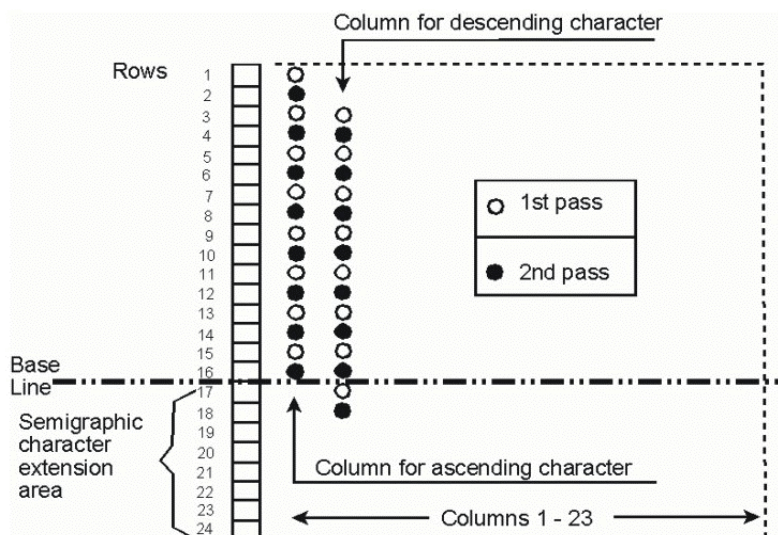 Column for descending character
Rows
1
2
3
4
5
6
7
8
9
10
11
12
13
14
15
16
17
18
19
20
21
22
23
24
1st pass
2nd pass
Base
Line
Semigraphic
character
extension
area
Column for ascending character
Columns 1 - 23